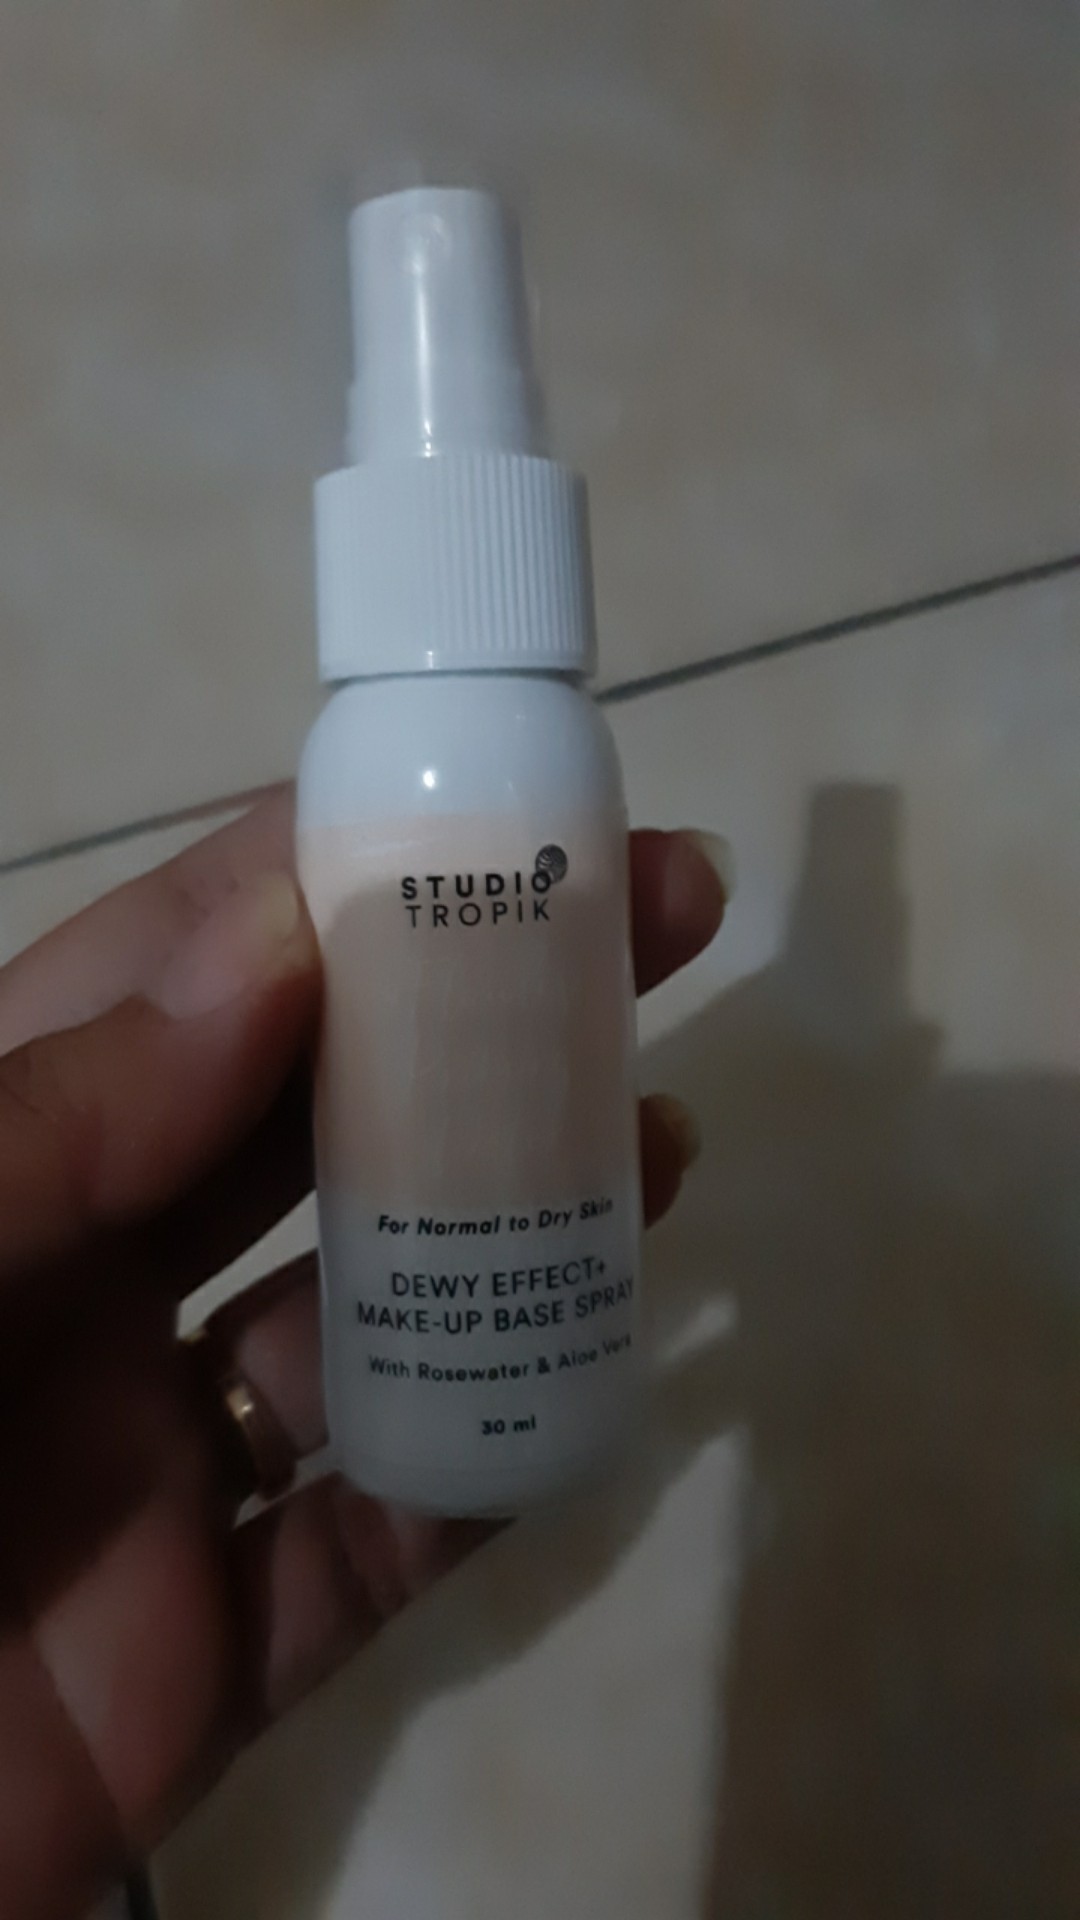 STUDIO
TROPIK
For Normal to Dry Skin
DEWY EFFECT+
MAKE-UP BASE SPRAY
With Rosewater & Aloe Vera
30 ml